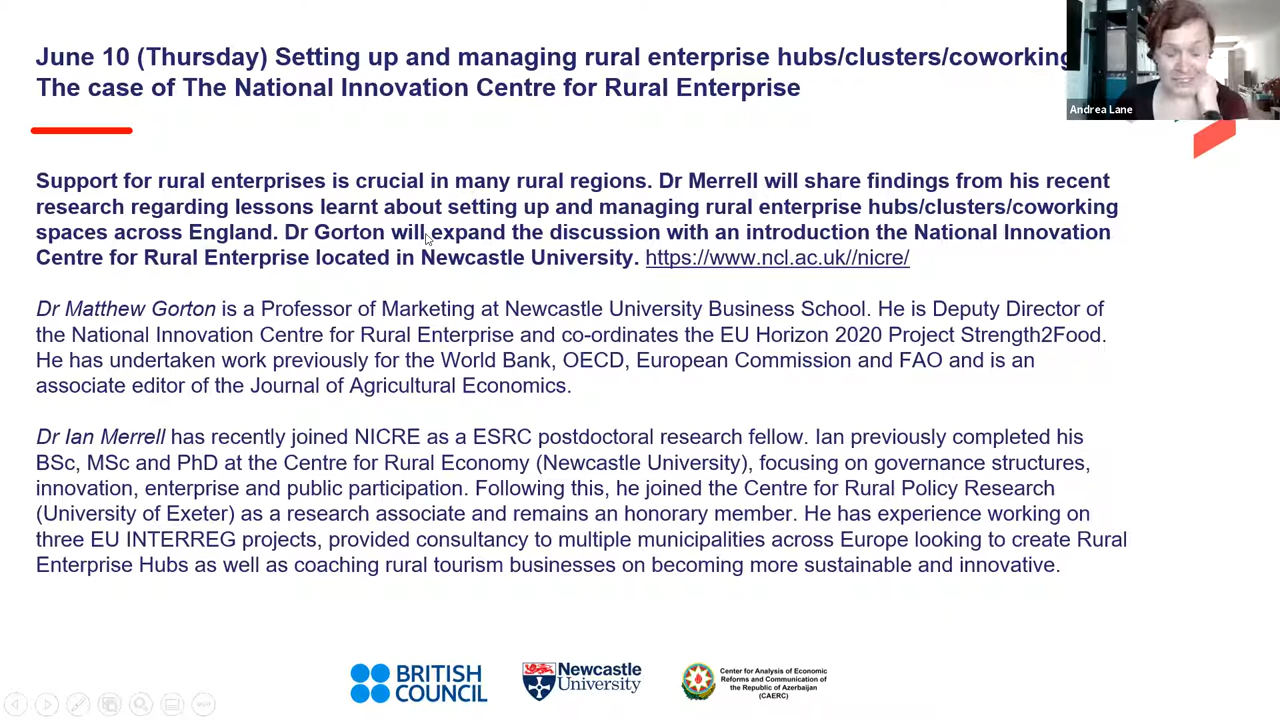 June 10 (Thursday) Setting up and managing rural enterprise hubs/clusters/coworking
The case of The National Innovation Centre for Rural Enterprise
Andrea Lane
Support for rural enterprises is crucial in many rural regions. Dr Merrell will share findings from his recent
research regarding lessons learnt about setting up and managing rural enterprise hubs/clusters/coworking
spaces across England. Dr Gorton will expand the discussion with an introduction the National Innovation
Centre for Rural Enterprise located in Newcastle University. https://www.ncl.ac.uk//nicre/
Dr Matthew Gorton is a Professor of Marketing at Newcastle University Business School. He is Deputy Director of
the National Innovation Centre for Rural Enterprise and co-ordinates the EU Horizon 2020 Project Strength2Food.
He has undertaken work previously for the World Bank, OECD, European Commission and FAO and is an
associate editor of the Journal of Agricultural Economics.
Dr Ian Merrell has recently joined NICRE as a ESRC postdoctoral research fellow. Ian previously completed his
BSc, MSc and PhD at the Centre for Rural Economy (Newcastle University), focusing on governance structures,
innovation, enterprise and public participation. Following this, he joined the Centre for Rural Policy Research
(University of Exeter) as a research associate and remains an honorary member. He has experience working on
three EU INTERREG projects, provided consultancy to multiple municipalities across Europe looking to create Rural
Enterprise Hubs as well as coaching rural tourism businesses on becoming more sustainable and innovative.
BRITISH
COUNCIL
Newcastle
University
Center for Analysis of Economic
Reforms and Communication of
the Republic of Azerbaijan
(CAERC)